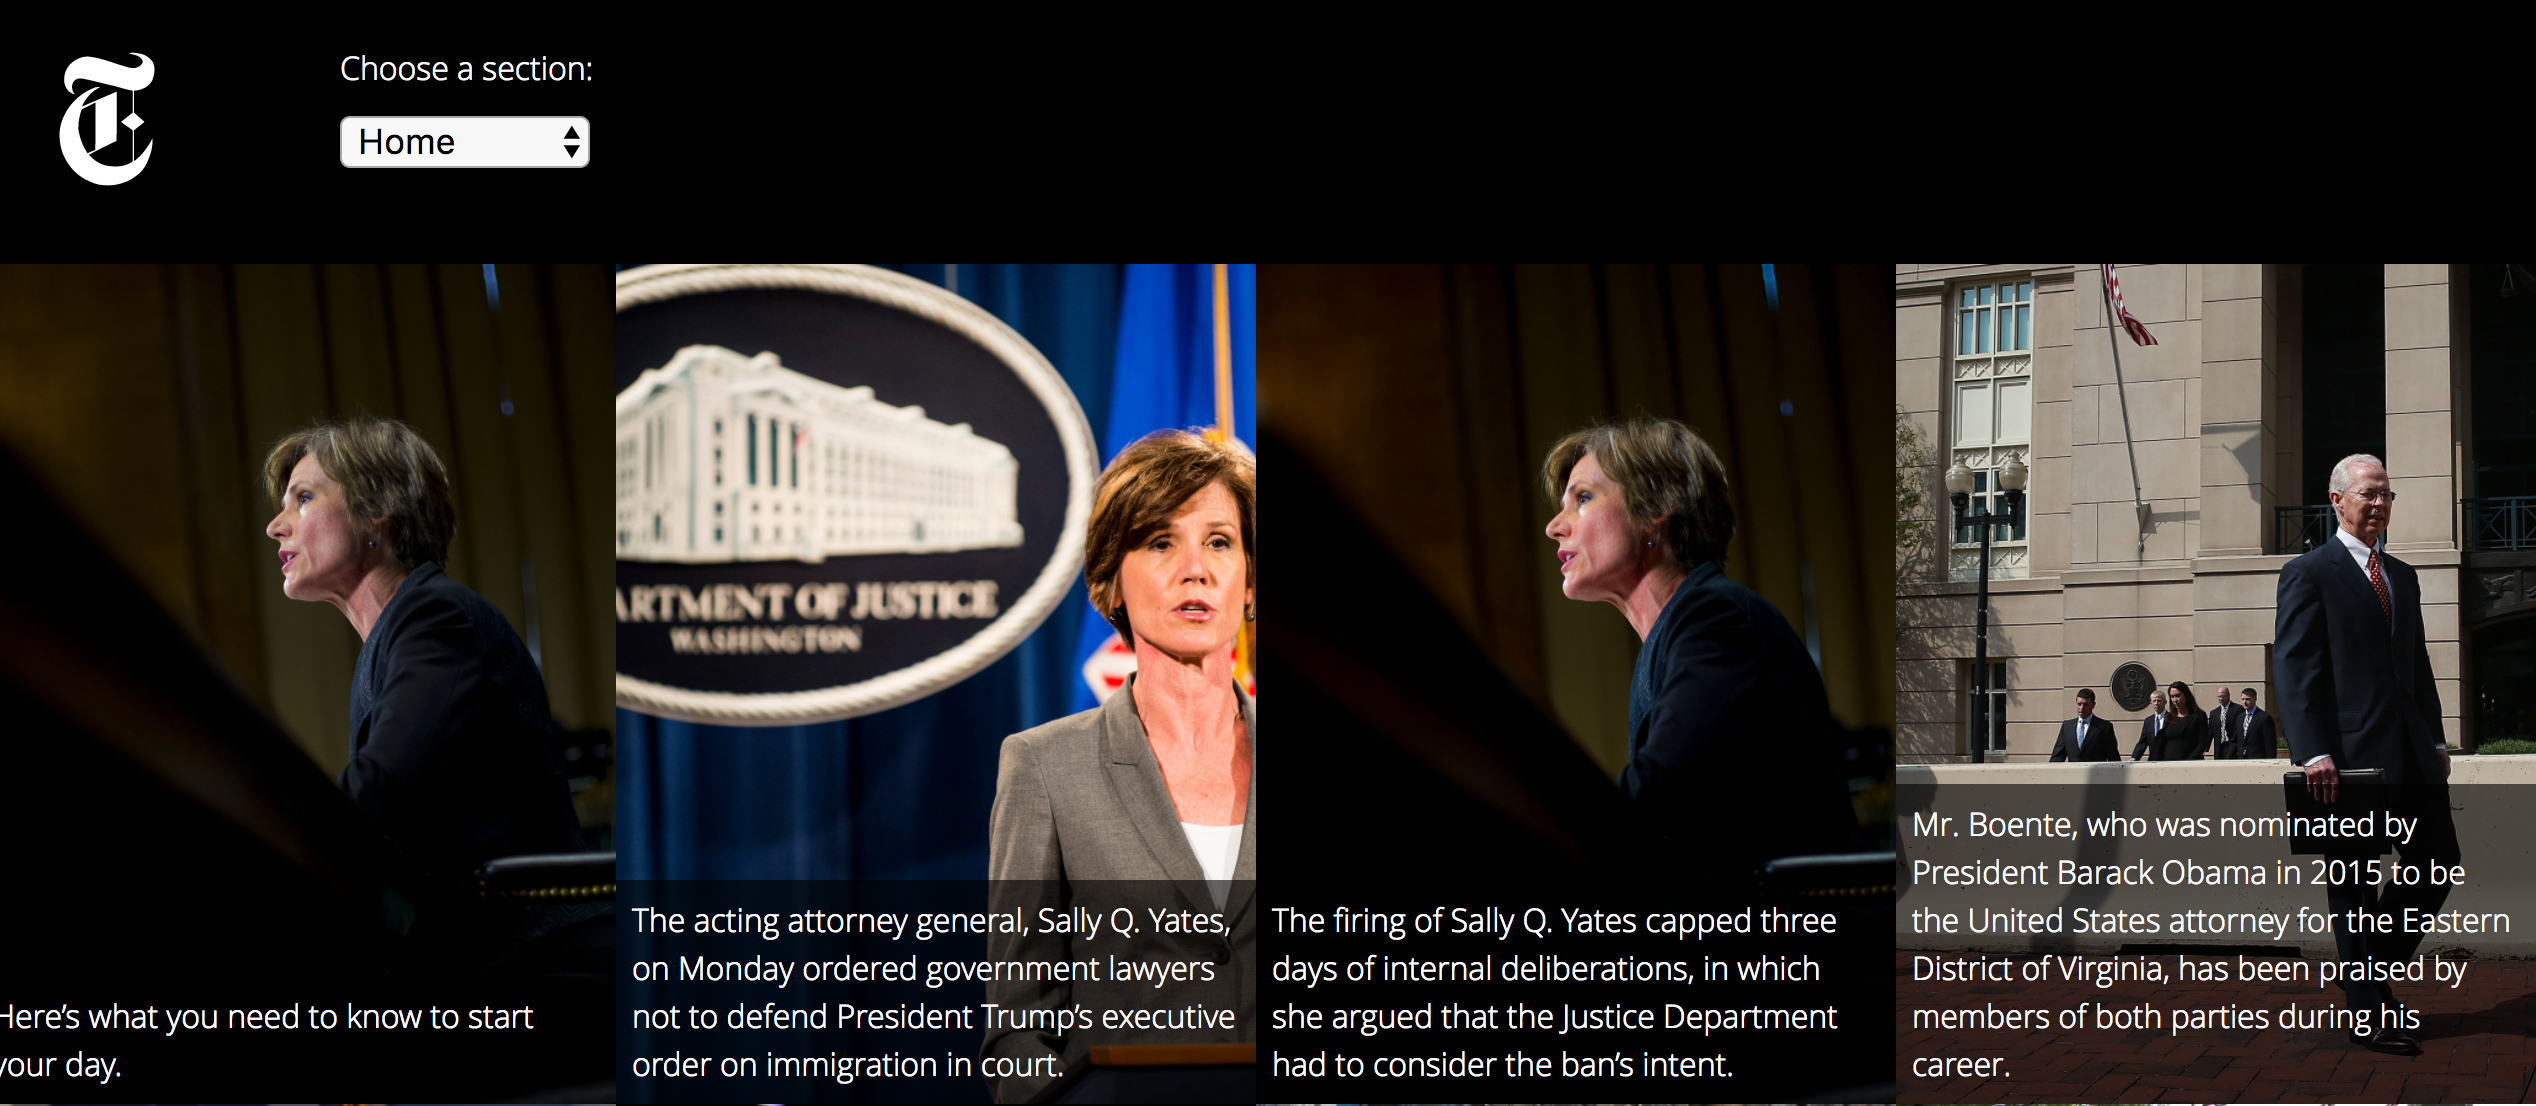 Choose a section:
Home
ARTMENT OF JUSTICE
WASHINGTON
Here’s what you need to know to start
your day.
The acting attorney general, Sally Q. Yates,
on Monday ordered government lawyers
not to defend President Trump’s executive
order on immigration in court.
The firing of Sally Q. Yates capped three
days of internal deliberations, in which
she argued that the Justice Department
had to consider the ban’s intent.
Mr. Boente, who was nominated by
President Barack Obama in 2015 to be
the United States attorney for the Eastern
District of Virginia, has been praised by
members of both parties during his
career.